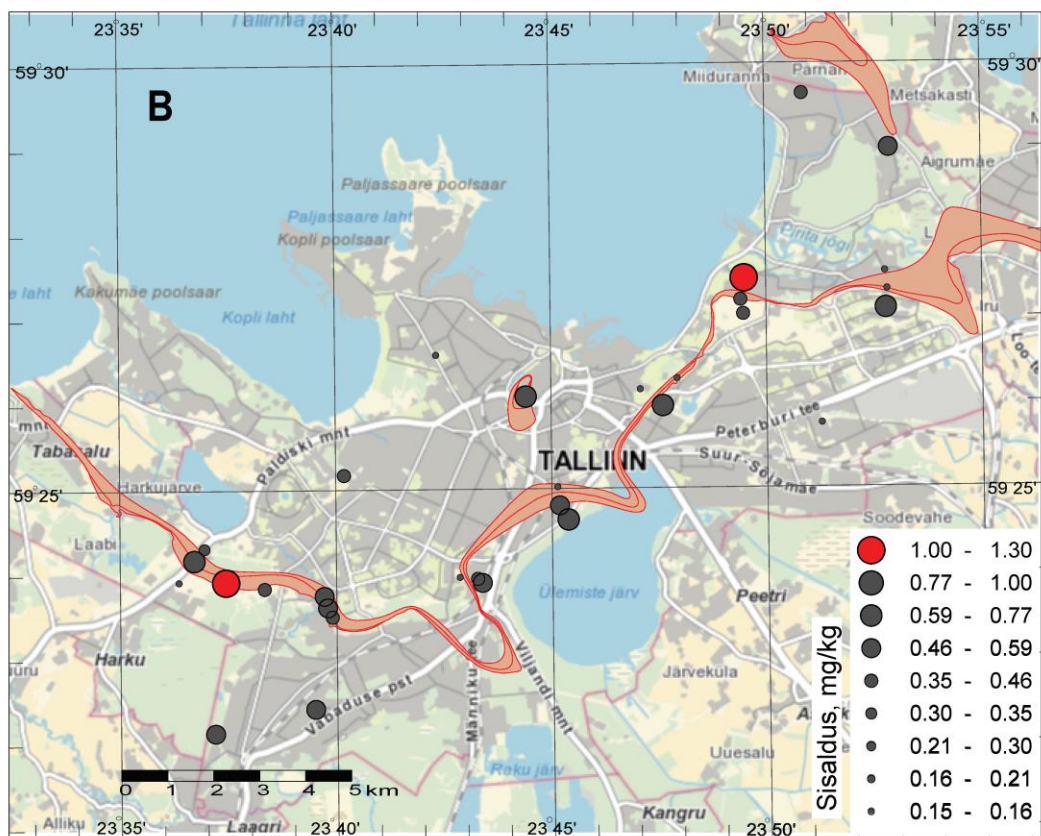 Tallinna laht
23 35'
23 40'
23 45'
23 50'
23 55'
59° 30'
59° 30'
Miiduranna
Metsakasti
B
Aigrumäe
Paljassaare poolsaar
Paljassaare laht
Kopli poolsaar
Pirita jõgi
Kakumäe poolsaar
e laht
Kopli laht
Iru
Peterburi tee
mnt
Paldiski mnt
TALLINN
Suur-Sõjamäe
Harkujärve
59 25'
59 25'
Soodevahe
Laabi
Ülemiste järv
Peetri
Harku
Järveküla
Vabaduse pst
Männiku tee
Viljandi mnt
Uuesalu
Raku järv
0 1 2 3 4 5 km
Kangru
Alliku
Laagri
23 35'
23 40'
23 45'
23 50'
Sisaldus, mg/kg
1.00 - 1.30
0.77 - 1.00
0.59 - 0.77
0.46 - 0.59
0.35 - 0.46
0.30 - 0.35
0.21 - 0.30
0.16 - 0.21
0.15 - 0.16